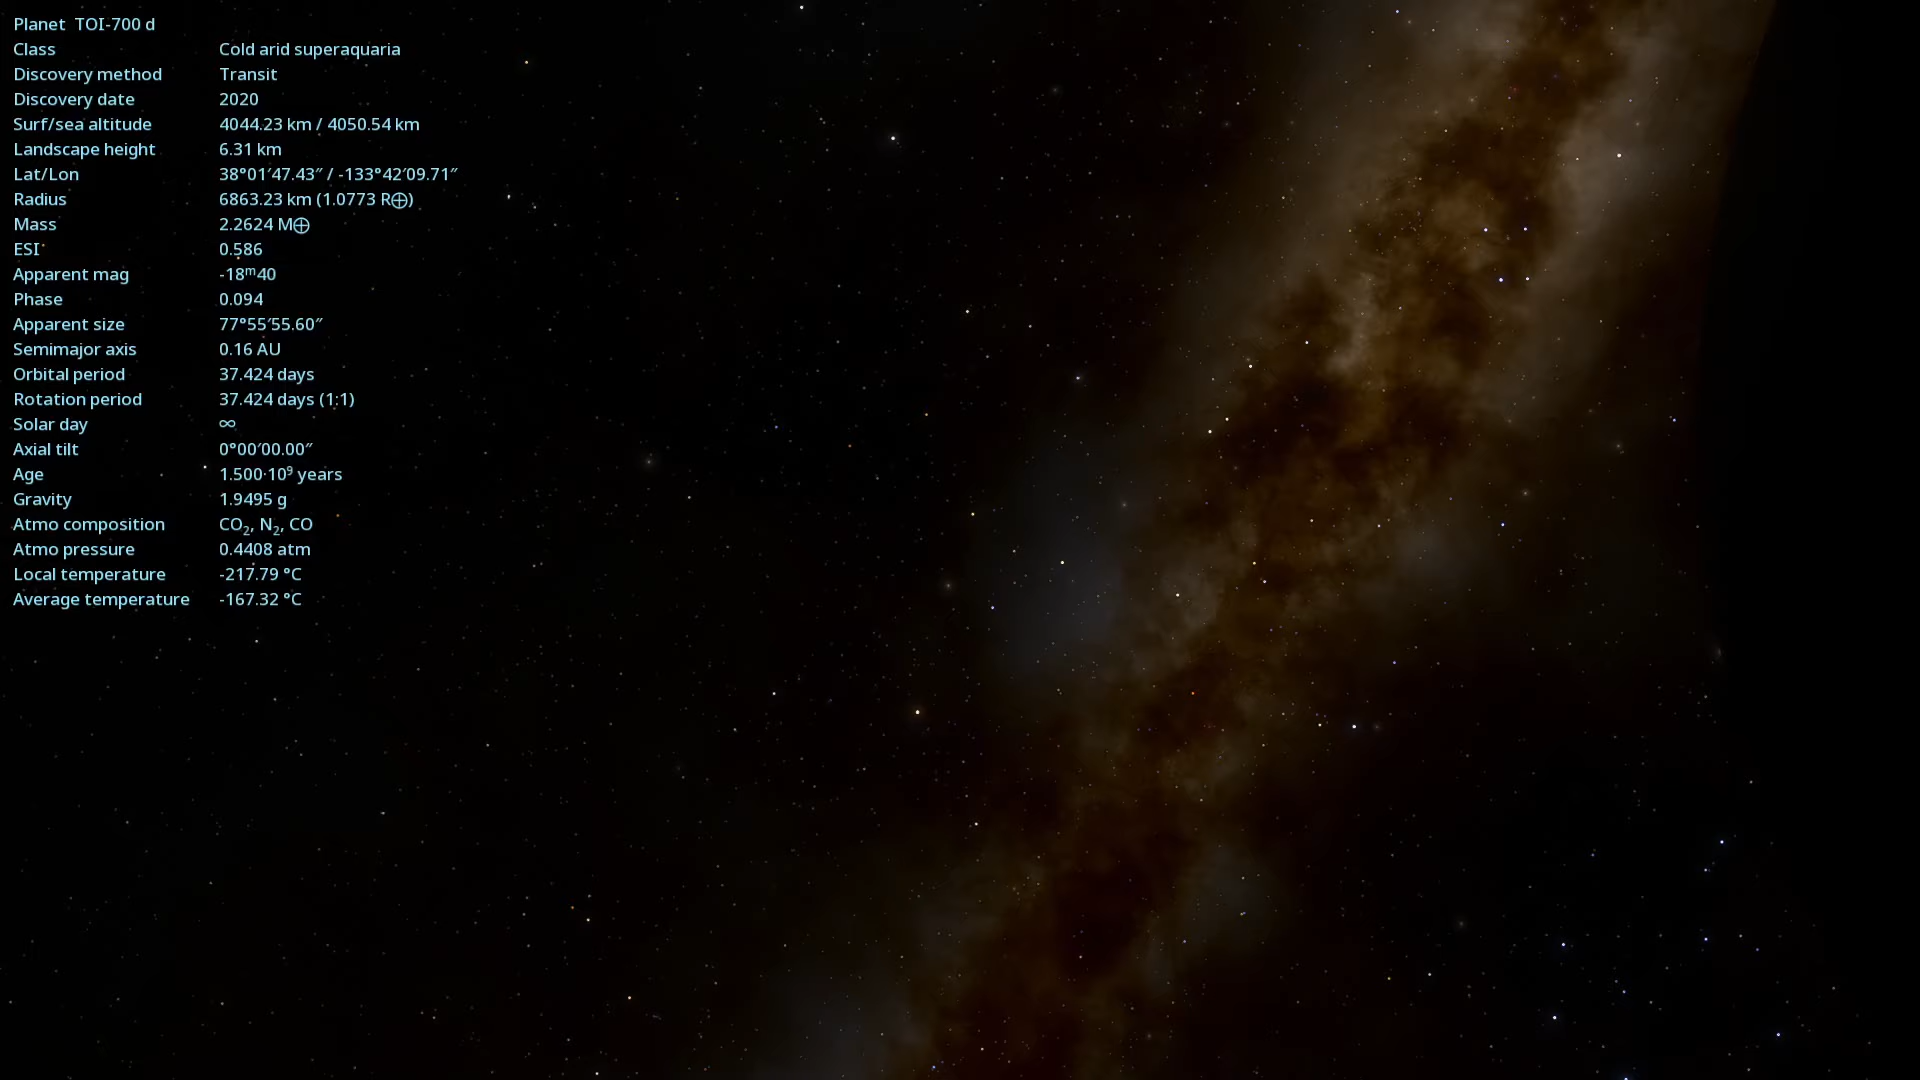 Planet TOI-700 d
Class Cold arid superaquaria
Discovery method Transit
Discovery date 2020
Surf/sea altitude 4044.23 km / 4050.54 km
Landscape height 6.31 km
Lat/Lon 38°01′47.43″ / -133°42′09.71″
Radius 6863.23 km (1.0773 R⊕)
Mass 2.2624 M⊕
ESI 0.586
Apparent mag -18ᵐ40
Phase 0.094
Apparent size 77°55′55.60″
Semimajor axis 0.16 AU
Orbital period 37.424 days
Rotation period 37.424 days (1:1)
Solar day ∞
Axial tilt 0°00′00.00″
Age 1.500·10⁹ years
Gravity 1.9495 g
Atmo composition CO₂, N₂, CO
Atmo pressure 0.4408 atm
Local temperature -217.79 °C
Average temperature -167.32 °C